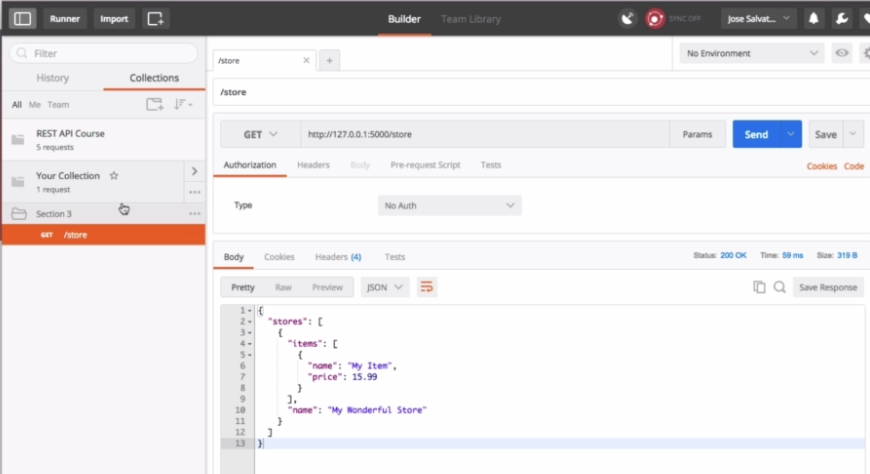 Runner Import Builder Team Library SYNC OFF Jose Salvat...
Filter
/store
No Environment
History Collections
/store
All Me Team
REST API Course
5 requests
GET http://127.0.0.1:5000/store Params Send Save
Your Collection
1 request
Authorization Headers Body Pre-request Script Tests Cookies Code
Section 3
Type No Auth
GET /store
Body Cookies Headers (4) Tests Status: 200 OK Time: 59 ms Size: 319 B
Pretty Raw Preview JSON Save Response
1 {
2 "stores": [
3 {
4 "items": [
5 {
6 "name": "My Item",
7 "price": 15.99
8 }
9 ],
10 "name": "My Wonderful Store"
11 }
12 ]
13 }